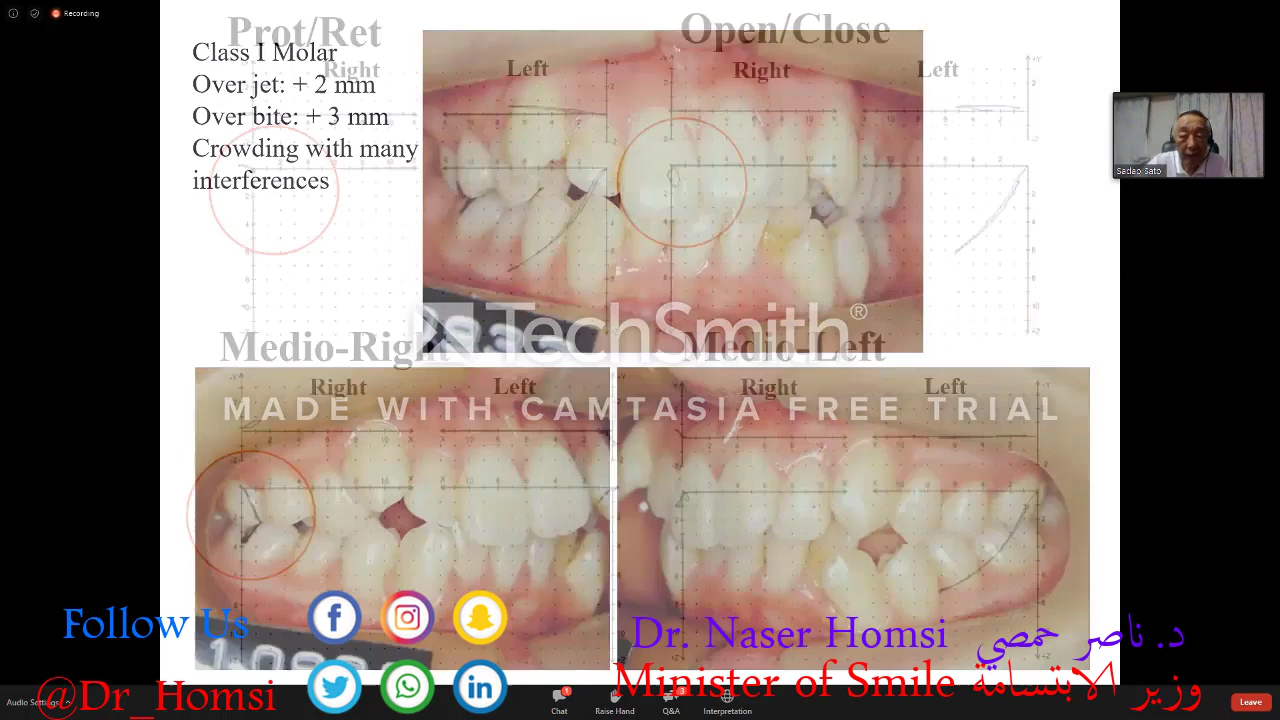 Recording
Prot/Ret
Open/Close
Class I Molar
Over jet: + 2 mm
Over bite: + 3 mm
Crowding with many
interferences
Right
Left
Right
Left
Sadao Sato
TechSmith®
Medio-Right
Medio-Left
Right
Left
Right
Left
MADE WITH CAMTASIA FREE TRIAL
Follow Us
@Dr_Homsi
Dr. Naser Homsi د. ناصر حمصي
Minister of Smile وزير الابتسامة
Audio Settings
Chat
1
Raise Hand
Q&A
3
Interpretation
Leave